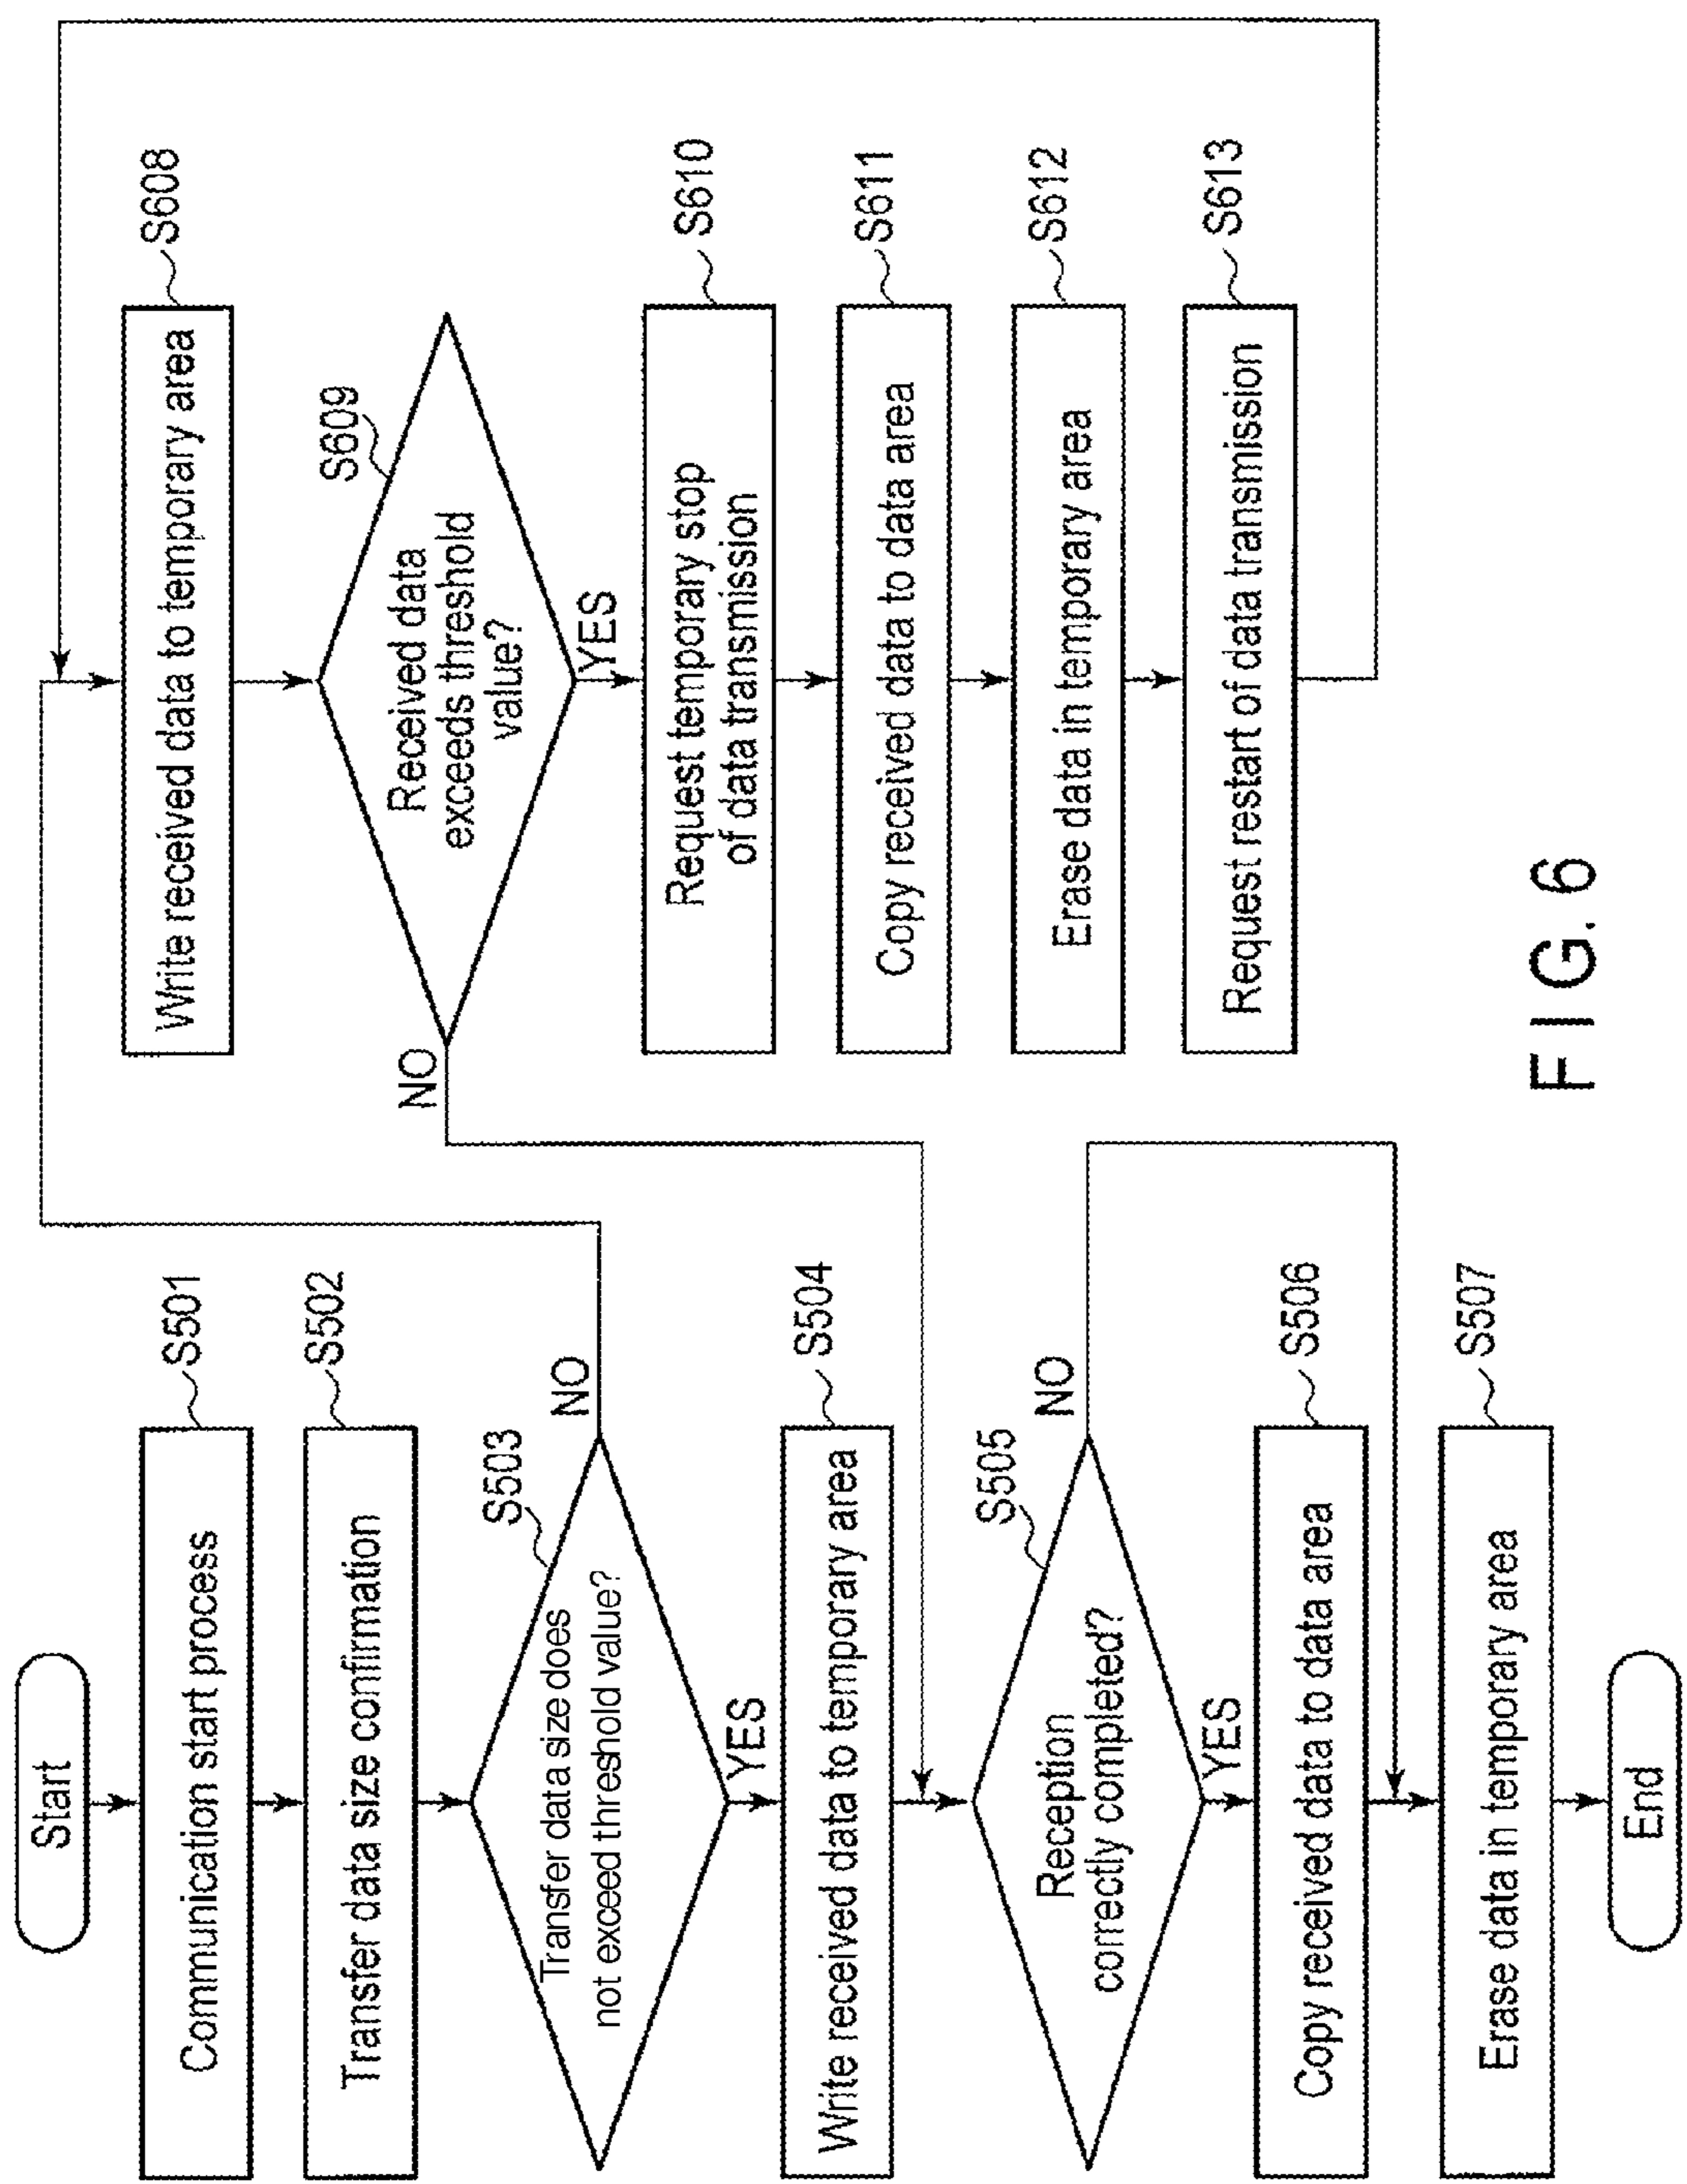 Start
Communication start process
S501
Transfer data size confirmation
S502
Transfer data size does
not exceed threshold value?
S503
NO
YES
Write received data to temporary area
S504
Reception
correctly completed?
S505
NO
YES
Copy received data to data area
S506
Erase data in temporary area
S507
End
Write received data to temporary area
S608
Received data
exceeds threshold
value?
S609
NO
YES
Request temporary stop
of data transmission
S610
Copy received data to data area
S611
Erase data in temporary area
S612
Request restart of data transmission
S613
FIG. 6